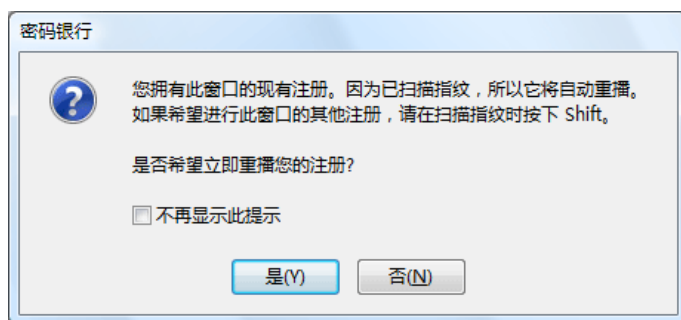 密码银行
您拥有此窗口的现有注册。因为已扫描指纹，所以它将自动重播。
如果希望进行此窗口的其他注册，请在扫描指纹时按下 Shift。
是否希望立即重播您的注册?
不再显示此提示
是(Y)
否(N)